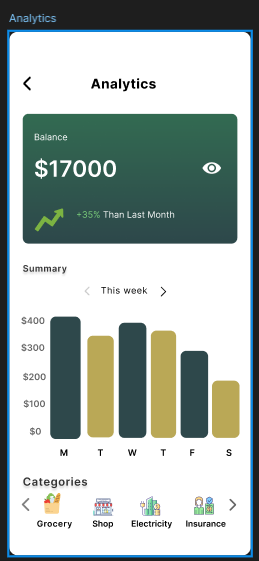 Analytics
Analytics
Balance
$17000
+35% Than Last Month
Summary
This week
$400
$300
$200
$100
$0
M T W T F S
Categories
Grocery Shop Electricity Insurance